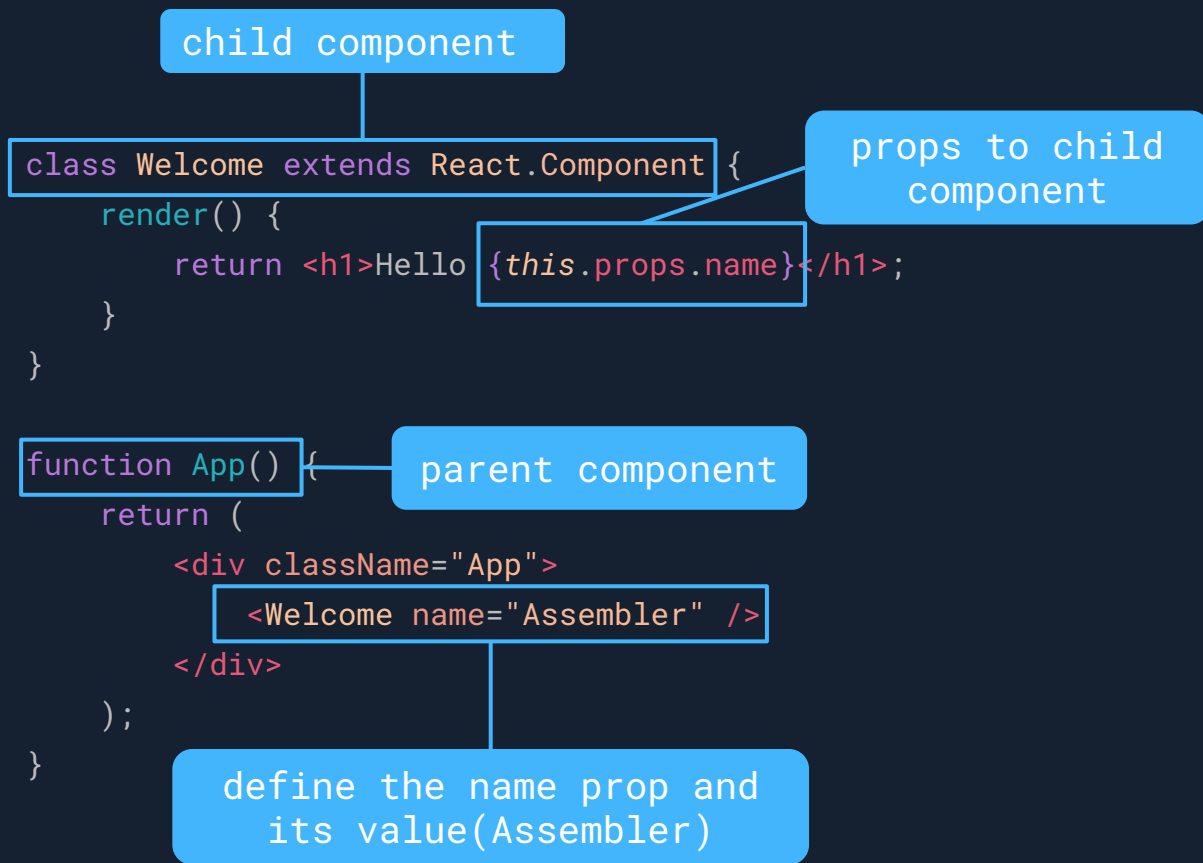 child component
class Welcome extends React.Component {
props to child
component
render() {
return <h1>Hello {this.props.name}</h1>;
}
}
function App() {
parent component
return (
<div className="App">
<Welcome name="Assembler" />
</div>
);
}
define the name prop and
its value(Assembler)